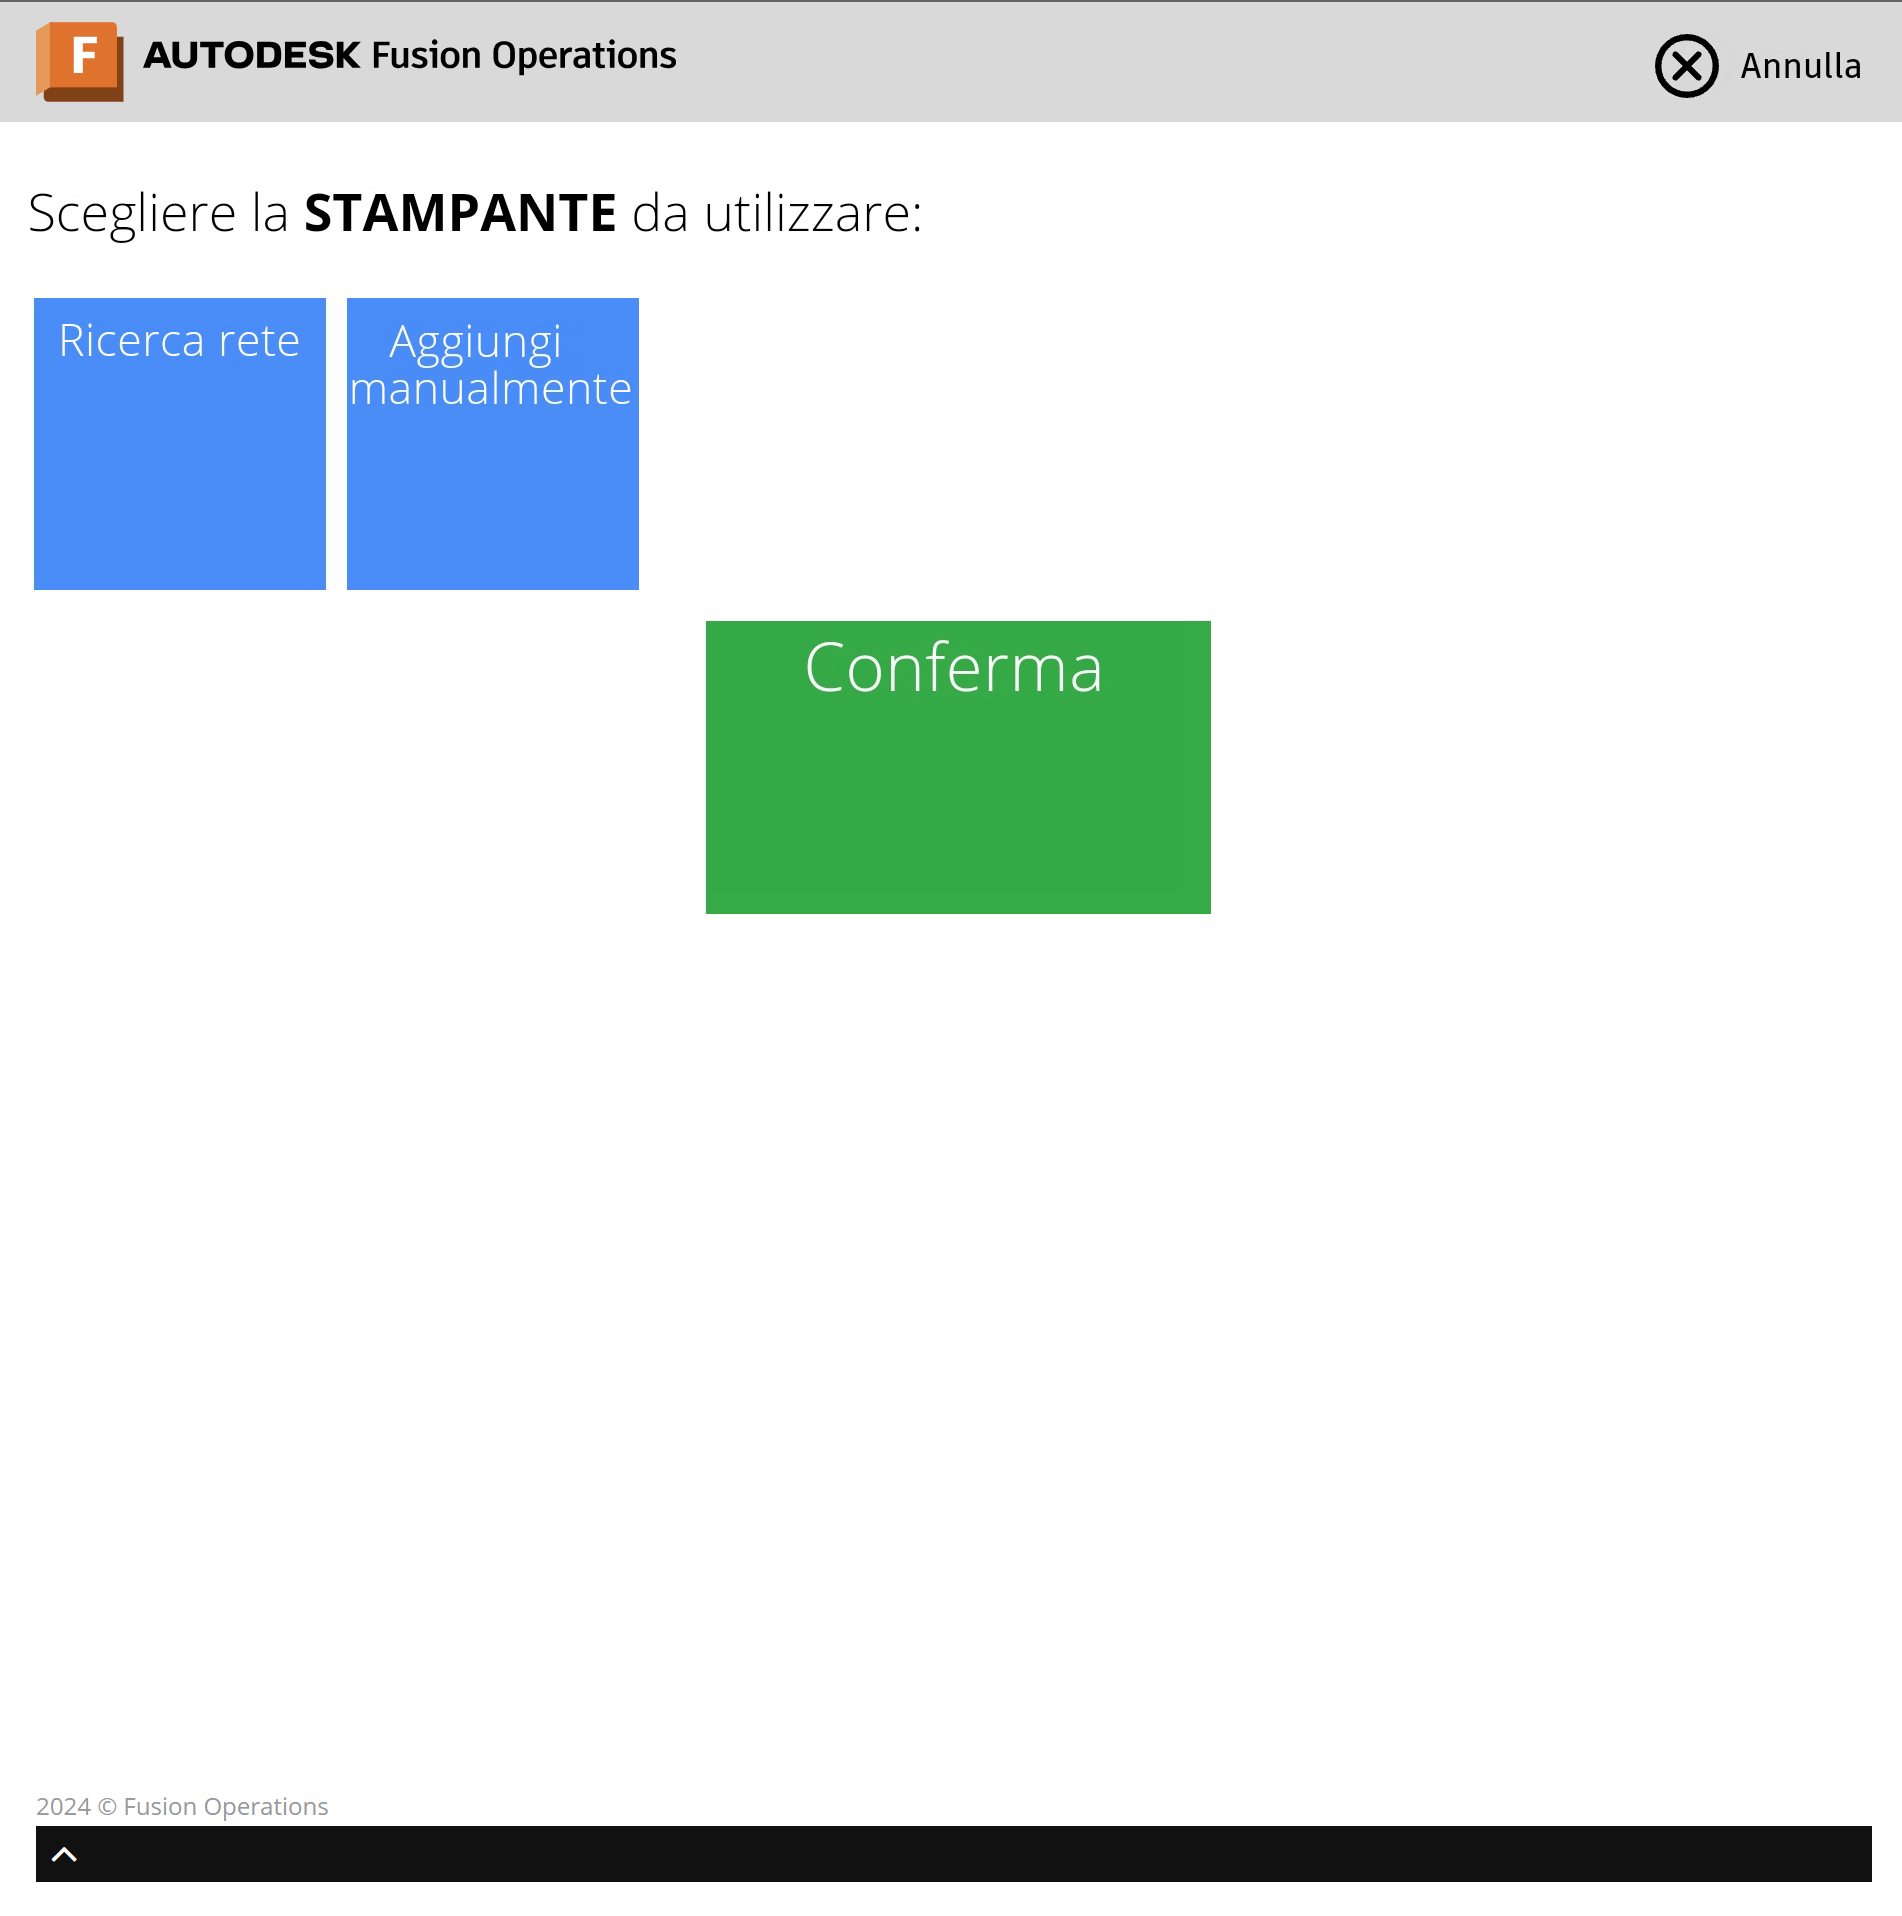 F
AUTODESK Fusion Operations
Annulla
Scegliere la STAMPANTE da utilizzare:
Ricerca rete
Aggiungi
manualmente
Conferma
2024 © Fusion Operations